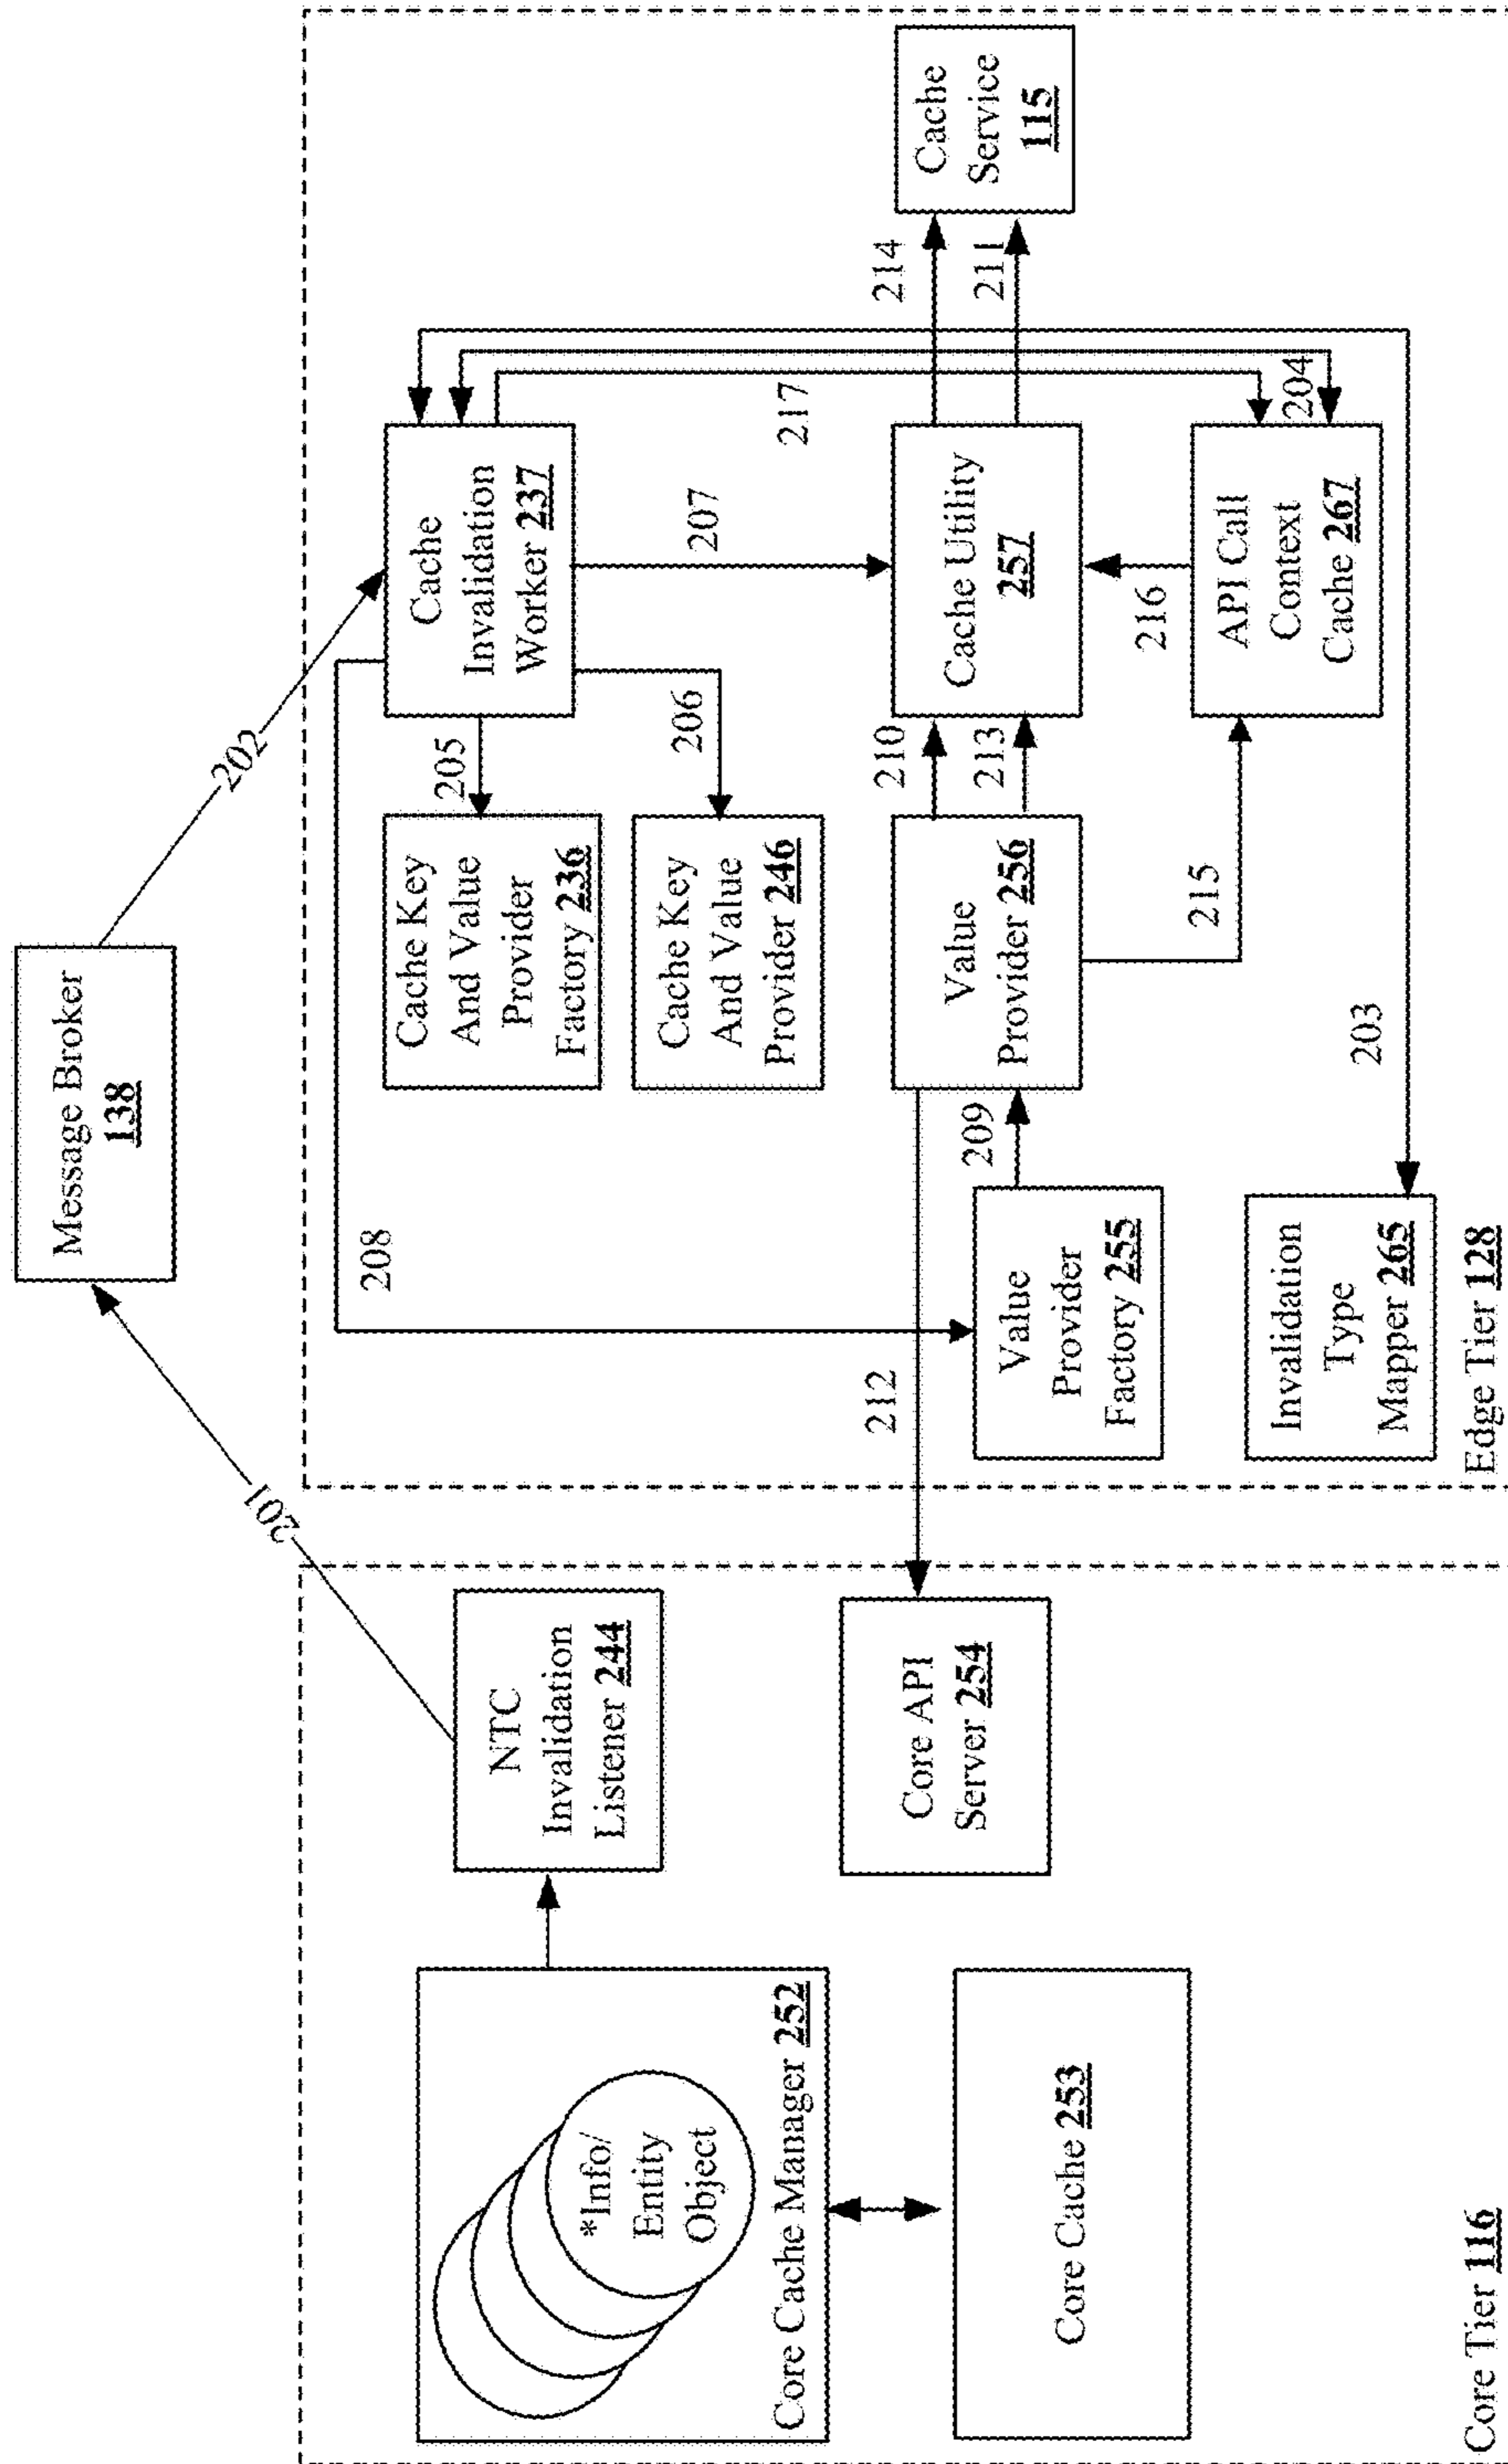 Message Broker
138
201
202
*Info/
Entity
Object
Core Cache Manager 252
Core Cache 253
NTC
Invalidation
Listener 244
Core API
Server 254
Core Tier 116
208
212
Value
Provider
Factory 255
209
Invalidation
Type
Mapper 265
203
Edge Tier 128
Cache Key
And Value
Provider
Factory 236
205
Cache Key
And Value
Provider 246
206
Value
Provider 256
210
213
215
Cache
Invalidation
Worker 237
207
217
Cache Utility
257
216
API Call
Context
Cache 267
204
214
211
Cache
Service
115